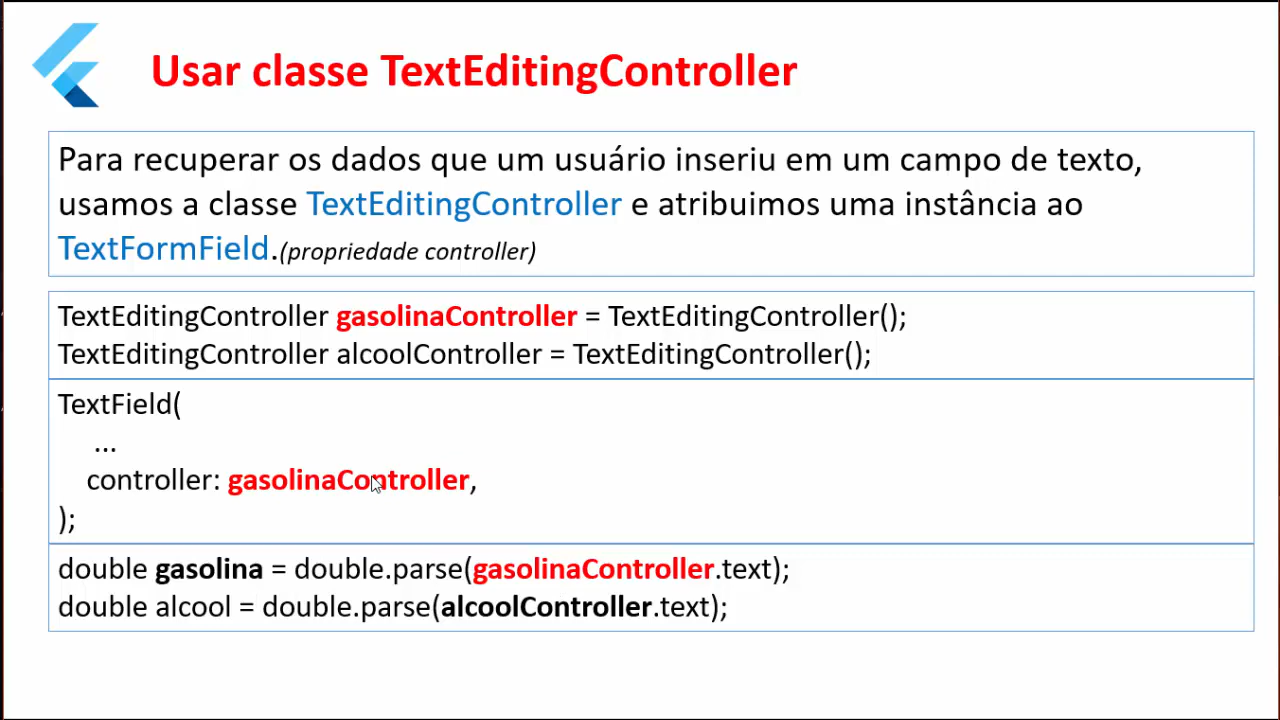 Usar classe TextEditingController
Para recuperar os dados que um usuário inseriu em um campo de texto,
usamos a classe TextEditingController e atribuimos uma instância ao
TextFormField.(propriedade controller)
TextEditingController gasolinaController = TextEditingController();
TextEditingController alcoolController = TextEditingController();
TextField(
...
controller: gasolinaController,
);
double gasolina = double.parse(gasolinaController.text);
double alcool = double.parse(alcoolController.text);